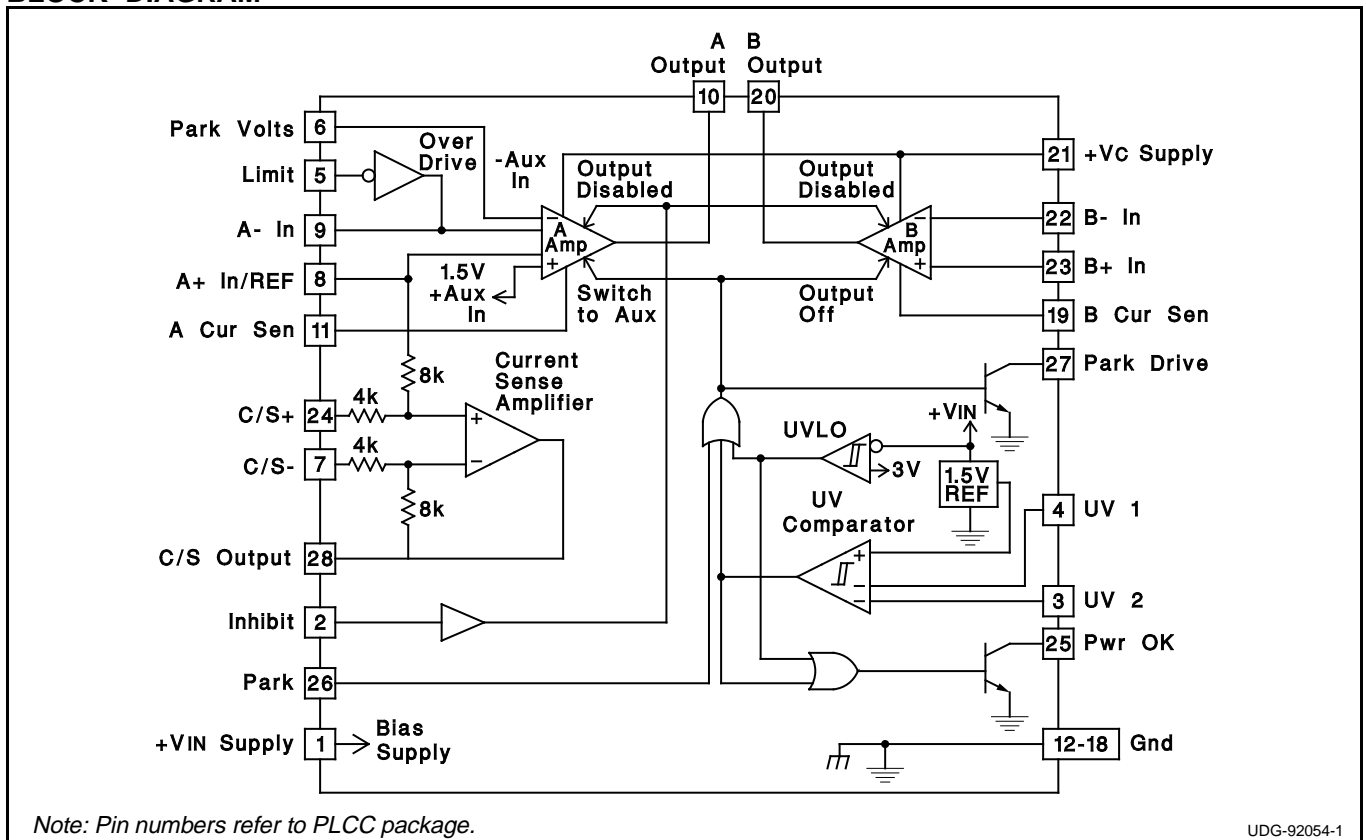 BLOCK DIAGRAM
A B
Output Output
10 20
Park Volts 6
Limit 5
A- In 9
A+ In/REF 8
A Cur Sen 11
C/S+ 24
C/S- 7
C/S Output 28
Inhibit 2
Park 26
+VIN Supply 1
Over
Drive
-Aux
In
Output
Disabled
Output
Disabled
A
Amp
B
Amp
1.5V
+Aux
In
Switch
to Aux
Output
Off
8k
4k
4k
8k
Current
Sense
Amplifier
UVLO
+VIN
3V
1.5V
REF
UV
Comparator
Bias
Supply
21 +VC Supply
22 B- In
23 B+ In
19 B Cur Sen
27 Park Drive
4 UV 1
3 UV 2
25 Pwr OK
12-18 Gnd
Note: Pin numbers refer to PLCC package.
UDG-92054-1